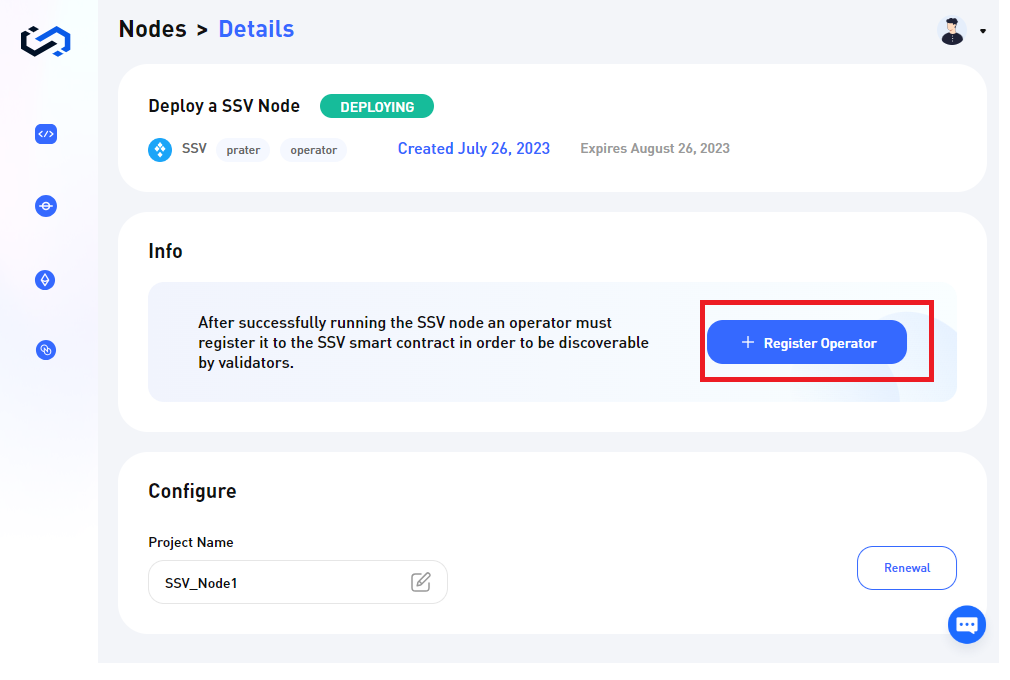 Nodes > Details
Deploy a SSV Node DEPLOYING
SSV prater operator Created July 26, 2023 Expires August 26, 2023
Info
After successfully running the SSV node an operator must
register it to the SSV smart contract in order to be discoverable
by validators.
+ Register Operator
Configure
Project Name
SSV_Node1
Renewal